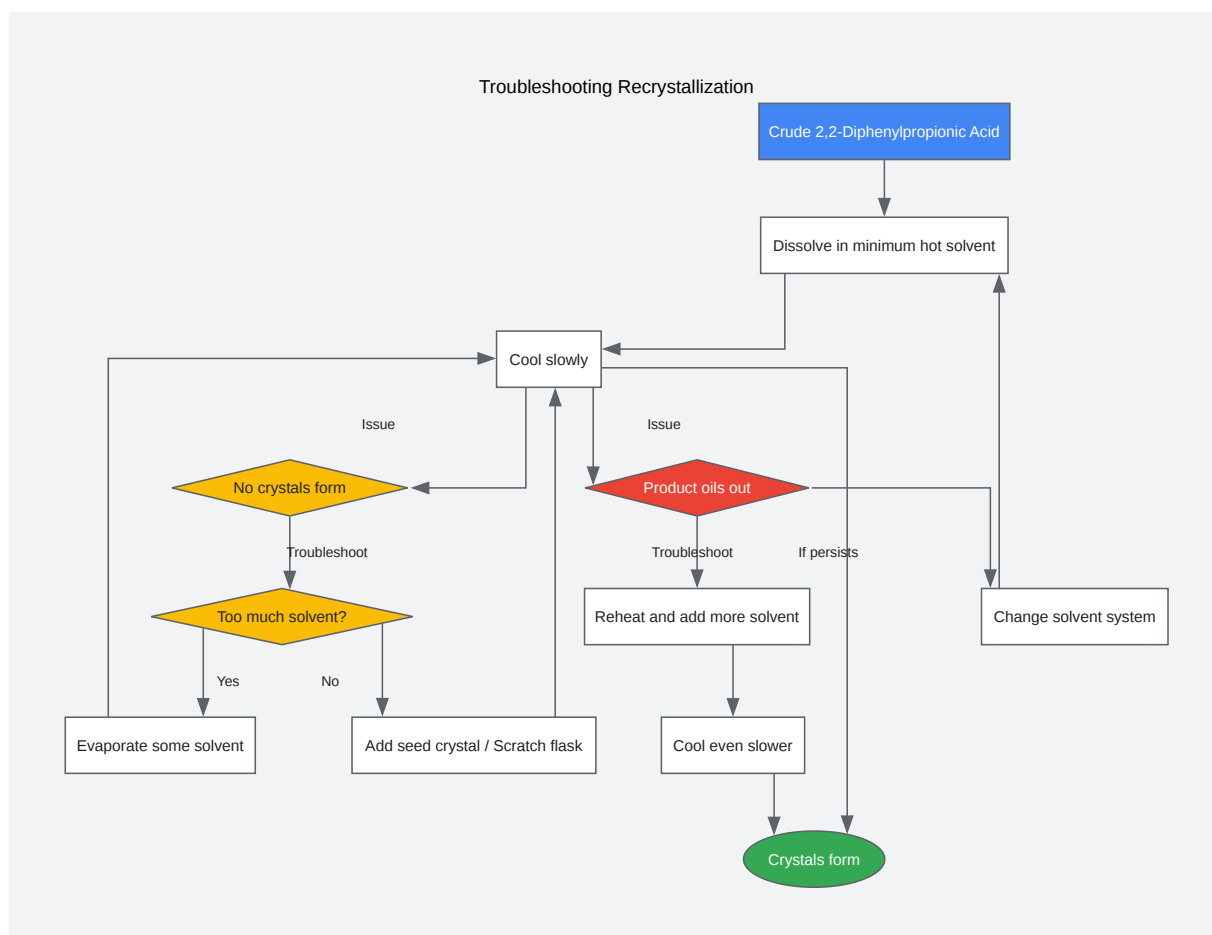 Troubleshooting Recrystallization
Crude 2,2-Diphenylpropionic Acid
Dissolve in minimum hot solvent
Cool slowly
Issue
Issue
No crystals form
Product oils out
Troubleshoot
Troubleshoot
If persists
Too much solvent?
Reheat and add more solvent
Change solvent system
Yes
No
Evaporate some solvent
Add seed crystal / Scratch flask
Cool even slower
Crystals form